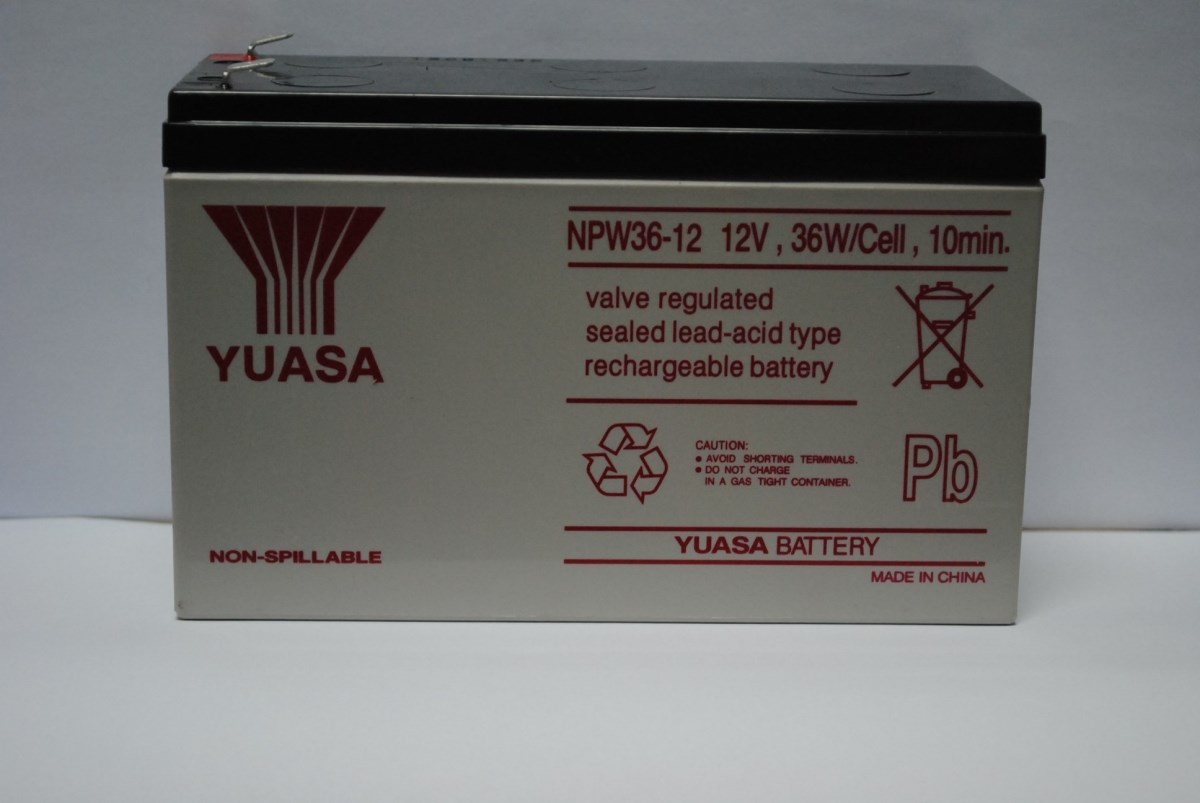 YUASA
NPW36-12 12V , 36W/Cell , 10min.
valve regulated
sealed lead-acid type
rechargeable battery
CAUTION:
• AVOID SHORTING TERMINALS.
• DO NOT CHARGE
IN A GAS TIGHT CONTAINER.
Pb
NON-SPILLABLE
YUASA BATTERY
MADE IN CHINA